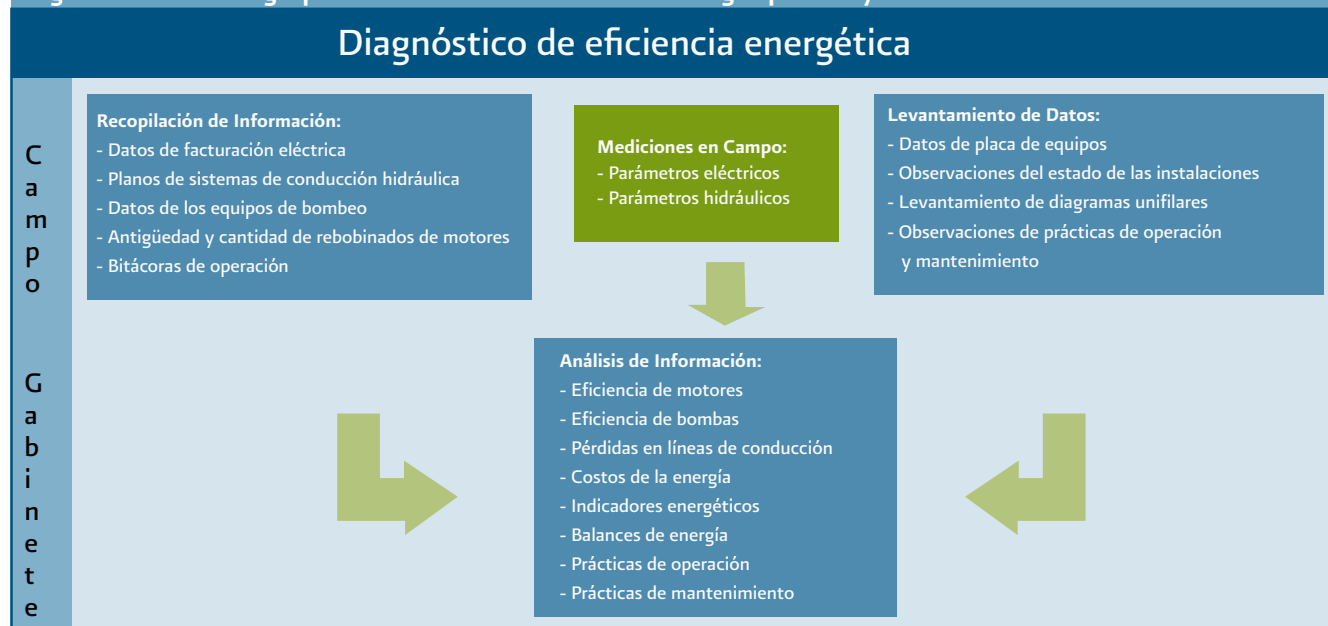 Diagnóstico de eficiencia energética
Campo
Recopilación de Información:
- Datos de facturación eléctrica
- Planos de sistemas de conducción hidráulica
- Datos de los equipos de bombeo
- Antigüedad y cantidad de rebobinados de motores
- Bitácoras de operación
Mediciones en Campo:
- Parámetros eléctricos
- Parámetros hidráulicos
Levantamiento de Datos:
- Datos de placa de equipos
- Observaciones del estado de las instalaciones
- Levantamiento de diagramas unifilares
- Observaciones de prácticas de operación
y mantenimiento
Gabinete
Análisis de Información:
- Eficiencia de motores
- Eficiencia de bombas
- Pérdidas en líneas de conducción
- Costos de la energía
- Indicadores energéticos
- Balances de energía
- Prácticas de operación
- Prácticas de mantenimiento